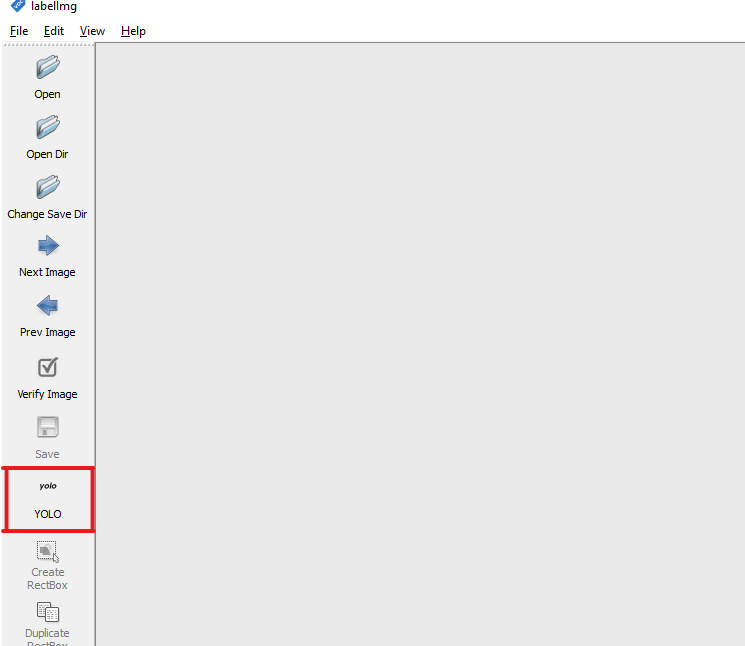 labelImg
File Edit View Help
Open
Open Dir
Change Save Dir
Next Image
Prev Image
Verify Image
Save
yolo
YOLO
Create
RectBox
Duplicate
RectBox